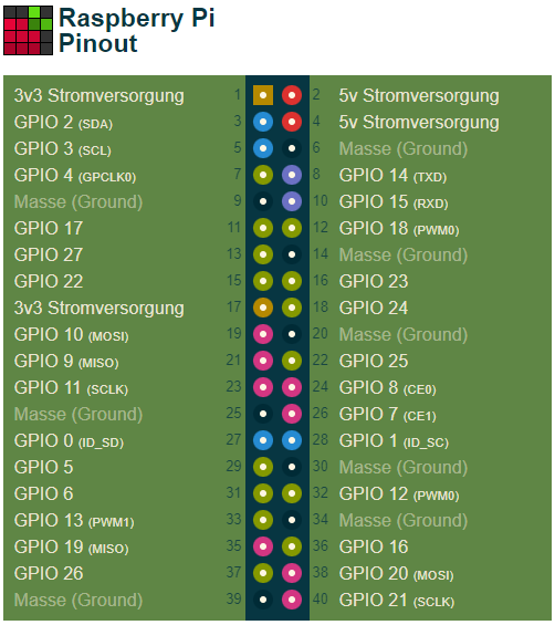 Raspberry Pi
Pinout
3v3 Stromversorgung 1 2 5v Stromversorgung
GPIO 2 (SDA) 3 4 5v Stromversorgung
GPIO 3 (SCL) 5 6 Masse (Ground)
GPIO 4 (GPCLK0) 7 8 GPIO 14 (TXD)
Masse (Ground) 9 10 GPIO 15 (RXD)
GPIO 17 11 12 GPIO 18 (PWM0)
GPIO 27 13 14 Masse (Ground)
GPIO 22 15 16 GPIO 23
3v3 Stromversorgung 17 18 GPIO 24
GPIO 10 (MOSI) 19 20 Masse (Ground)
GPIO 9 (MISO) 21 22 GPIO 25
GPIO 11 (SCLK) 23 24 GPIO 8 (CE0)
Masse (Ground) 25 26 GPIO 7 (CE1)
GPIO 0 (ID_SD) 27 28 GPIO 1 (ID_SC)
GPIO 5 29 30 Masse (Ground)
GPIO 6 31 32 GPIO 12 (PWM0)
GPIO 13 (PWM1) 33 34 Masse (Ground)
GPIO 19 (MISO) 35 36 GPIO 16
GPIO 26 37 38 GPIO 20 (MOSI)
Masse (Ground) 39 40 GPIO 21 (SCLK)